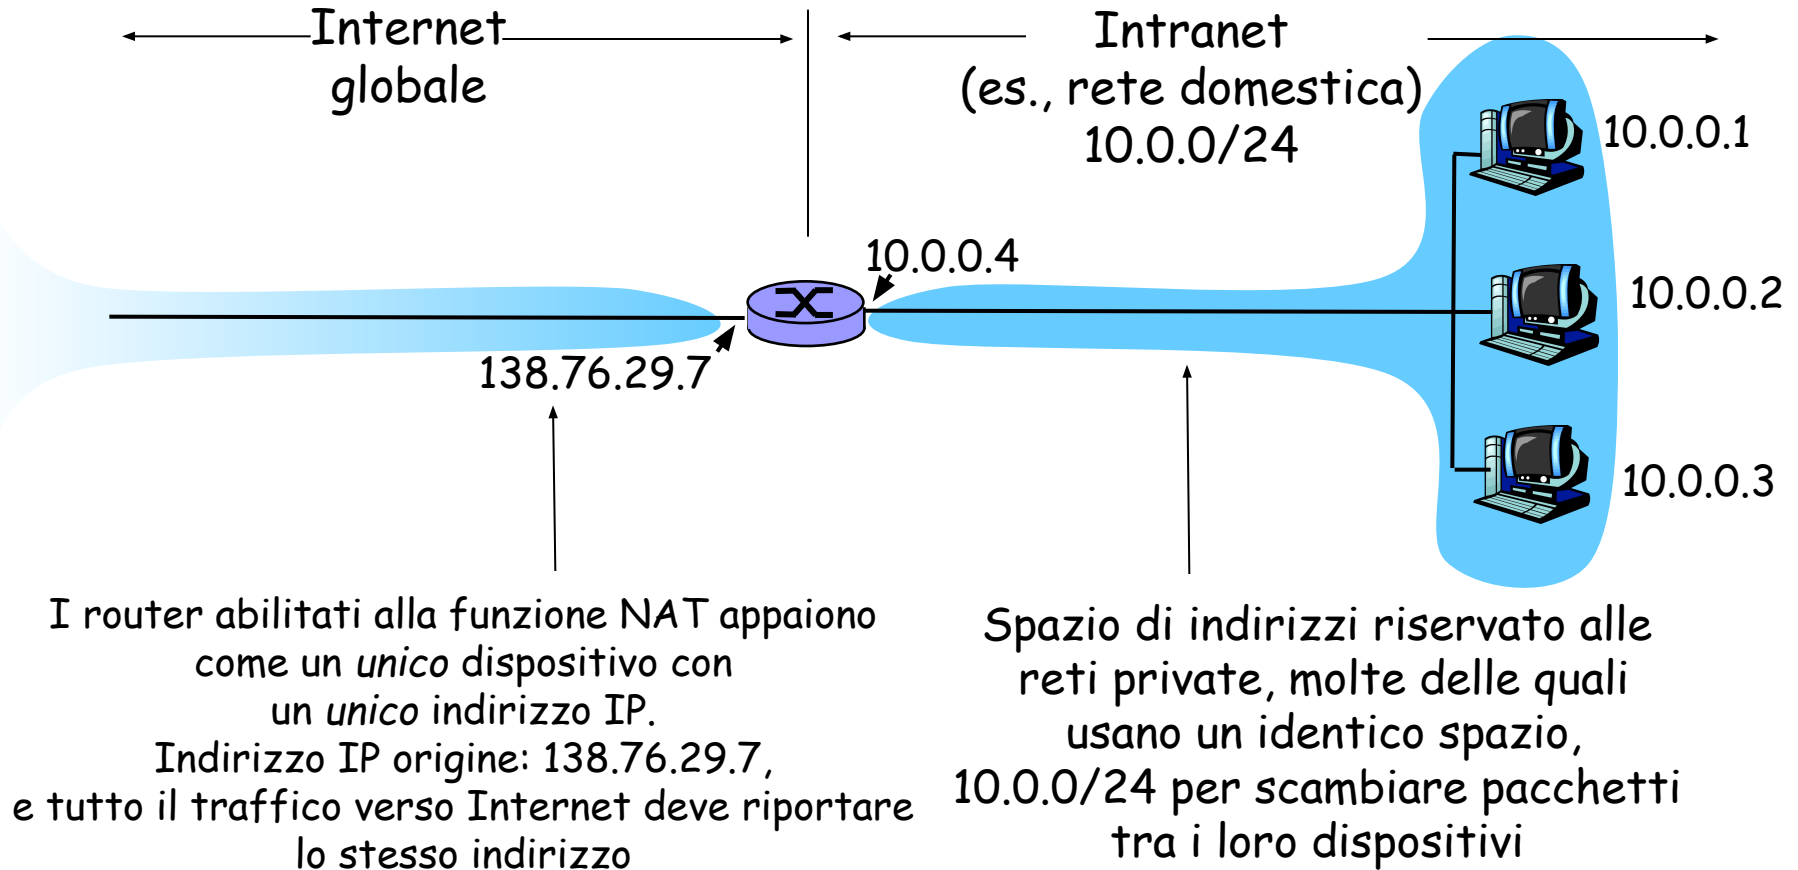 Internet
globale
Intranet
(es., rete domestica)
10.0.0/24
10.0.0.1
10.0.0.4
10.0.0.2
138.76.29.7
10.0.0.3
I router abilitati alla funzione NAT appaiono
come un unico dispositivo con
un unico indirizzo IP.
Indirizzo IP origine: 138.76.29.7,
e tutto il traffico verso Internet deve riportare
lo stesso indirizzo
Spazio di indirizzi riservato alle
reti private, molte delle quali
usano un identico spazio,
10.0.0/24 per scambiare pacchetti
tra i loro dispositivi